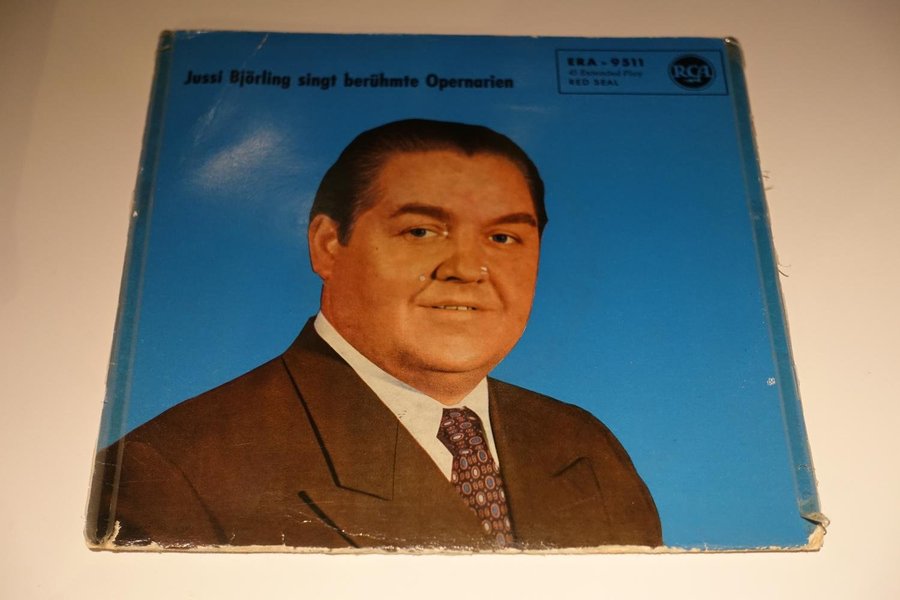 Jussi Björling singt berühmte Opernarien
ERA - 9511
45 Extended Play
RED SEAL
RCA